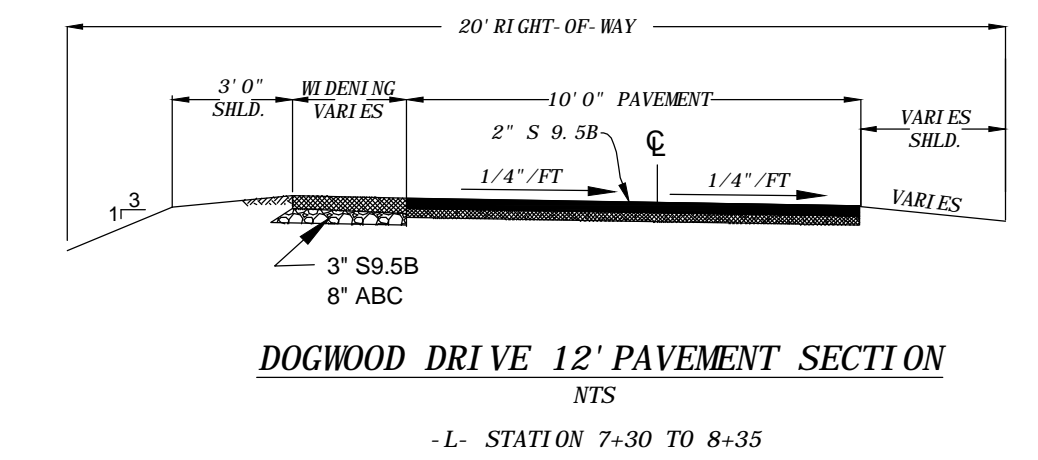 20' RIGHT-OF-WAY
3'0"
SHLD.
WIDENING
VARIES
10'0" PAVEMENT
VARIES
SHLD.
2" S 9.5B
℄
1/4"/FT
1/4"/FT
VARIES
3
1
3" S9.5B
8" ABC
DOGWOOD DRIVE 12' PAVEMENT SECTION
NTS
-L- STATION 7+30 TO 8+35